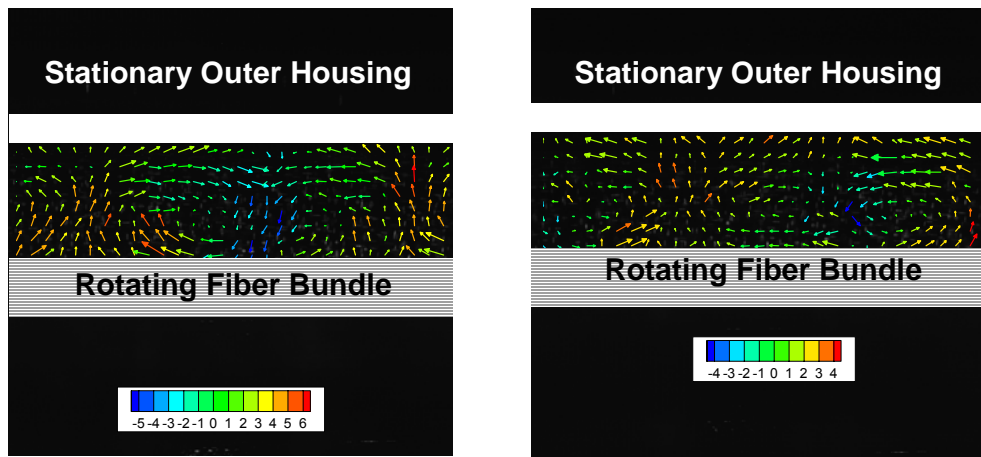 Stationary Outer Housing
Rotating Fiber Bundle
-5 -4 -3 -2 -1 0 1 2 3 4 5 6
Stationary Outer Housing
Rotating Fiber Bundle
-4 -3 -2 -1 0 1 2 3 4